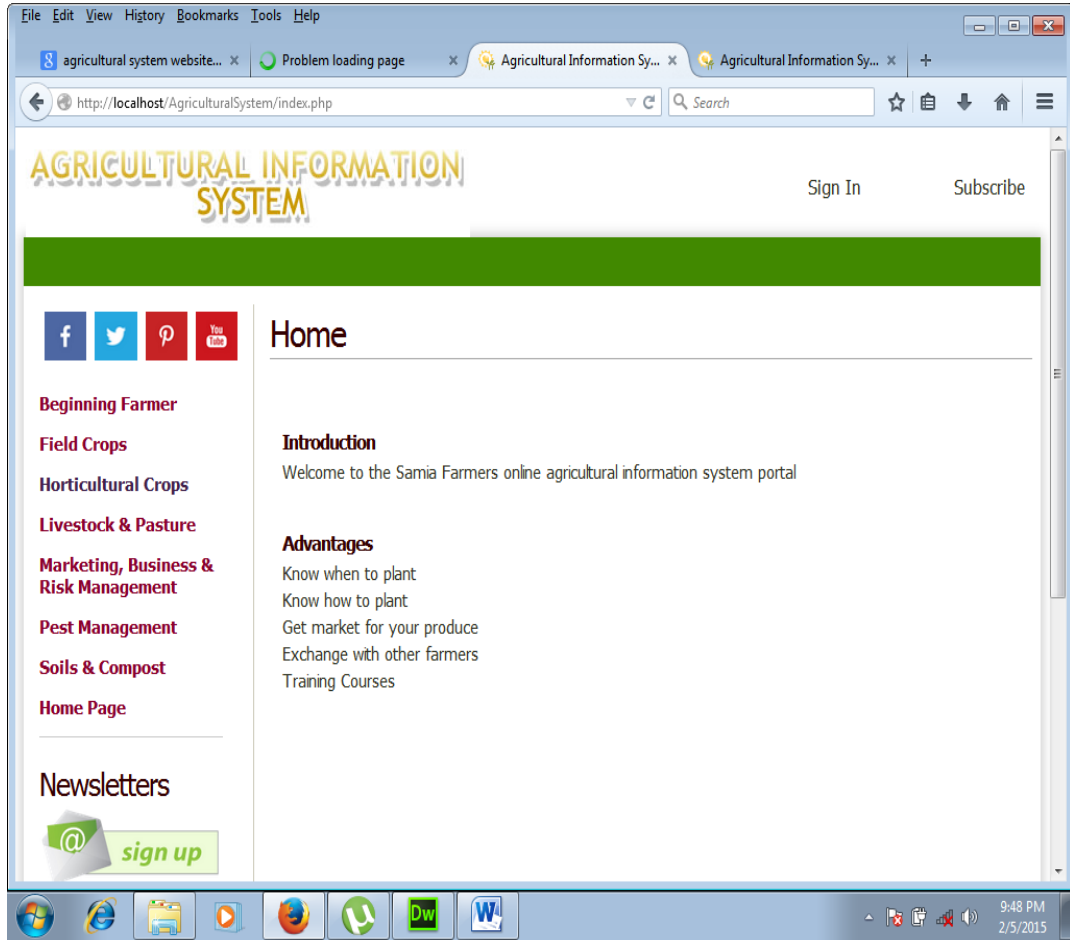 File Edit View History Bookmarks Tools Help
agricultural system website... × Problem loading page × Agricultural Information Sy... × Agricultural Information Sy... × +
http://localhost/AgriculturalSystem/index.php Search
AGRICULTURAL INFORMATION
SYSTEM
Sign In Subscribe
f You Tube
Home
Beginning Farmer
Field Crops
Horticultural Crops
Livestock & Pasture
Marketing, Business &
Risk Management
Pest Management
Soils & Compost
Home Page
Introduction
Welcome to the Samia Farmers online agricultural information system portal
Advantages
Know when to plant
Know how to plant
Get market for your produce
Exchange with other farmers
Training Courses
Newsletters
@ sign up
Dw W
9:48 PM
2/5/2015